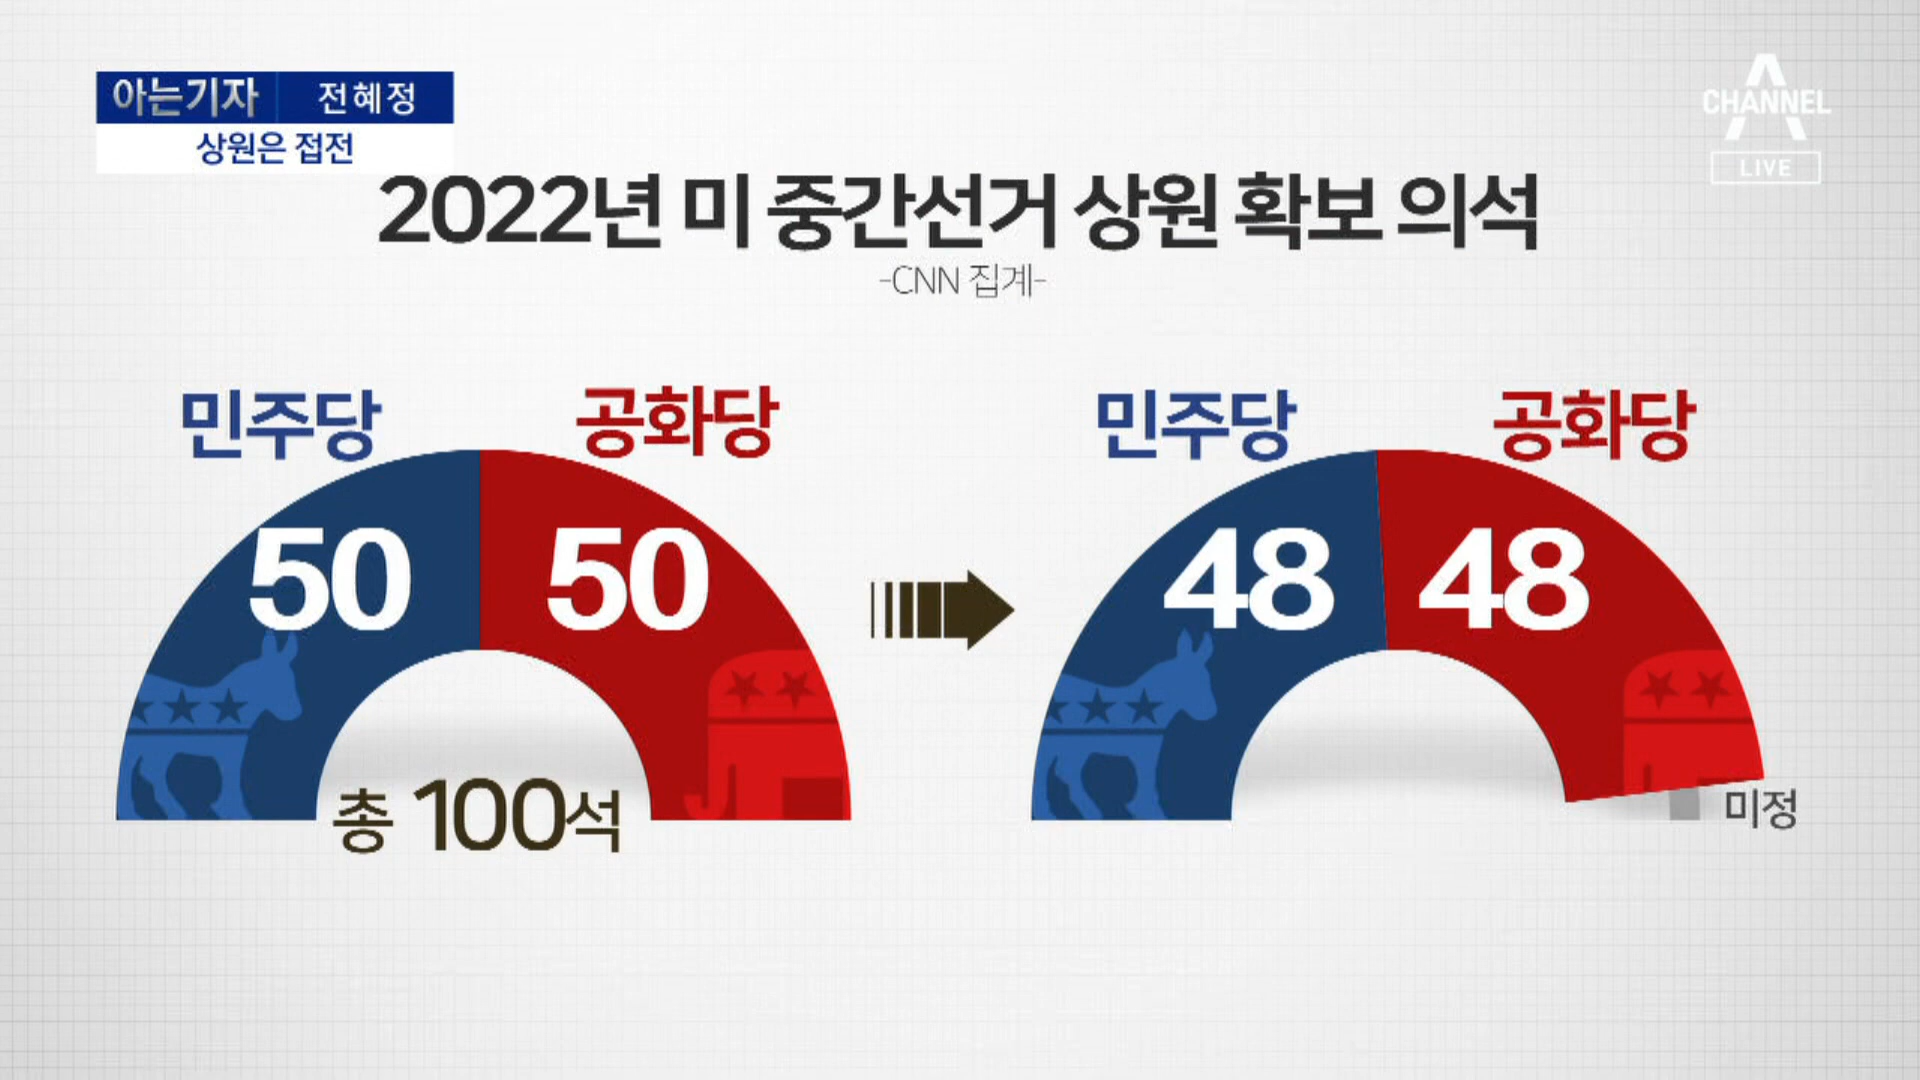 아는기자 전혜정
상원은 접전
CHANNEL A
LIVE
2022년 미 중간선거 상원 확보 의석
-CNN 집계-
민주당 공화당
50 50
총 100석
민주당 공화당
48 48
미정